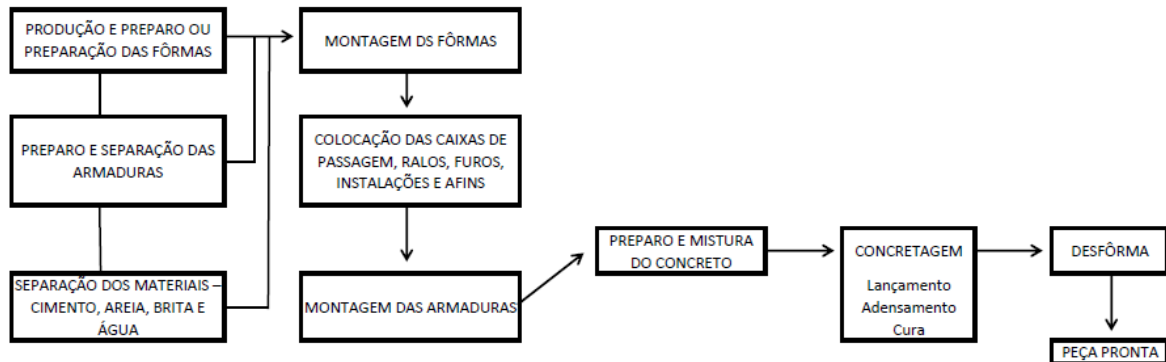 PRODUÇÃO E PREPARO OU
PREPARAÇÃO DAS FÔRMAS
PREPARO E SEPARAÇÃO DAS
ARMADURAS
SEPARAÇÃO DOS MATERIAIS –
CIMENTO, AREIA, BRITA E
ÁGUA
MONTAGEM DS FÔRMAS
COLOCAÇÃO DAS CAIXAS DE
PASSAGEM, RALOS, FUROS,
INSTALAÇÕES E AFINS
MONTAGEM DAS ARMADURAS
PREPARO E MISTURA
DO CONCRETO
CONCRETAGEM
Lançamento
Adensamento
Cura
DESFÔRMA
PEÇA PRONTA